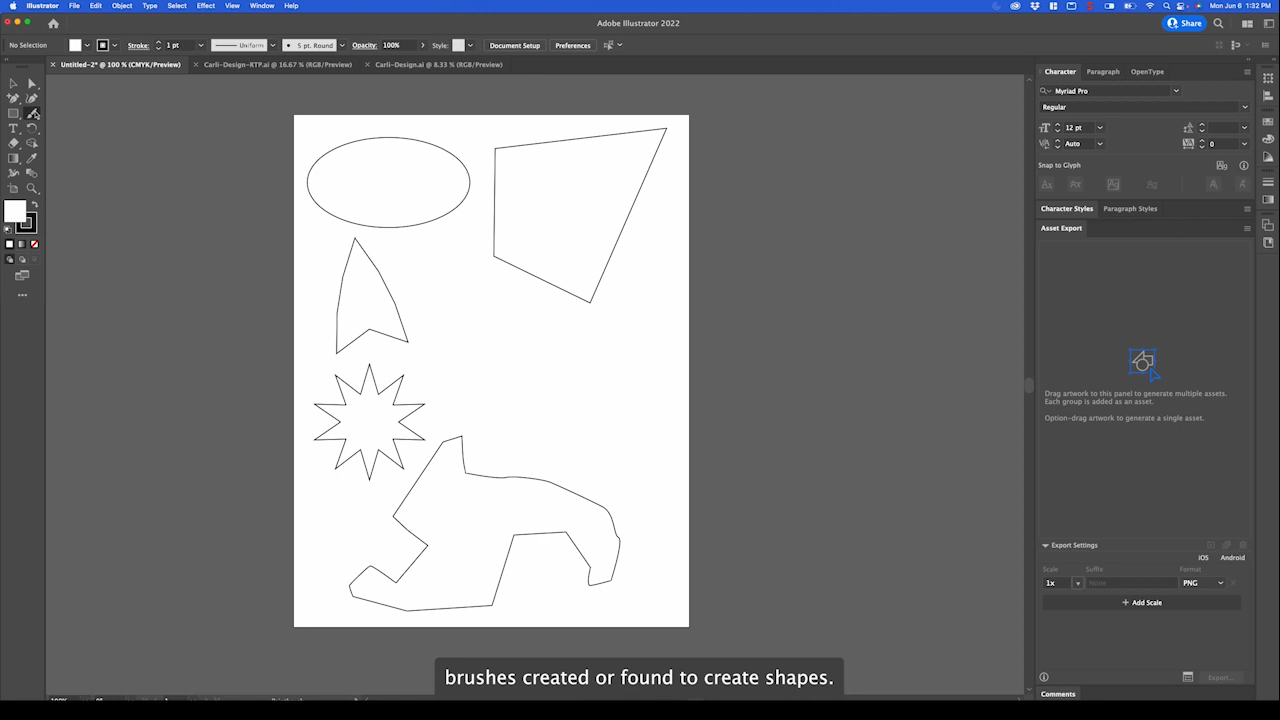 Illustrator File Edit Object Type Select Effect View Window Help
Mon Jun 6 1:32 PM
Adobe Illustrator 2022
Share
No Selection Stroke: 1 pt Uniform 5 pt. Round Opacity: 100% Style: Document Setup Preferences
Untitled-2* @ 100 % (CMYK/Preview) Carli-Design-RTP.ai @ 16.67 % (RGB/Preview) Carli-Design.ai @ 8.33 % (RGB/Preview)
Character Paragraph OpenType
Myriad Pro
Regular
12 pt
Auto 0
Snap to Glyph
Character Styles Paragraph Styles
Asset Export
Drag artwork to this panel to generate multiple assets.
Each group is added as an asset.
Option-drag artwork to generate a single asset.
Export Settings
iOS Android
Scale Suffix Format
1x None PNG
+ Add Scale
brushes created or found to create shapes.
Export...
Comments